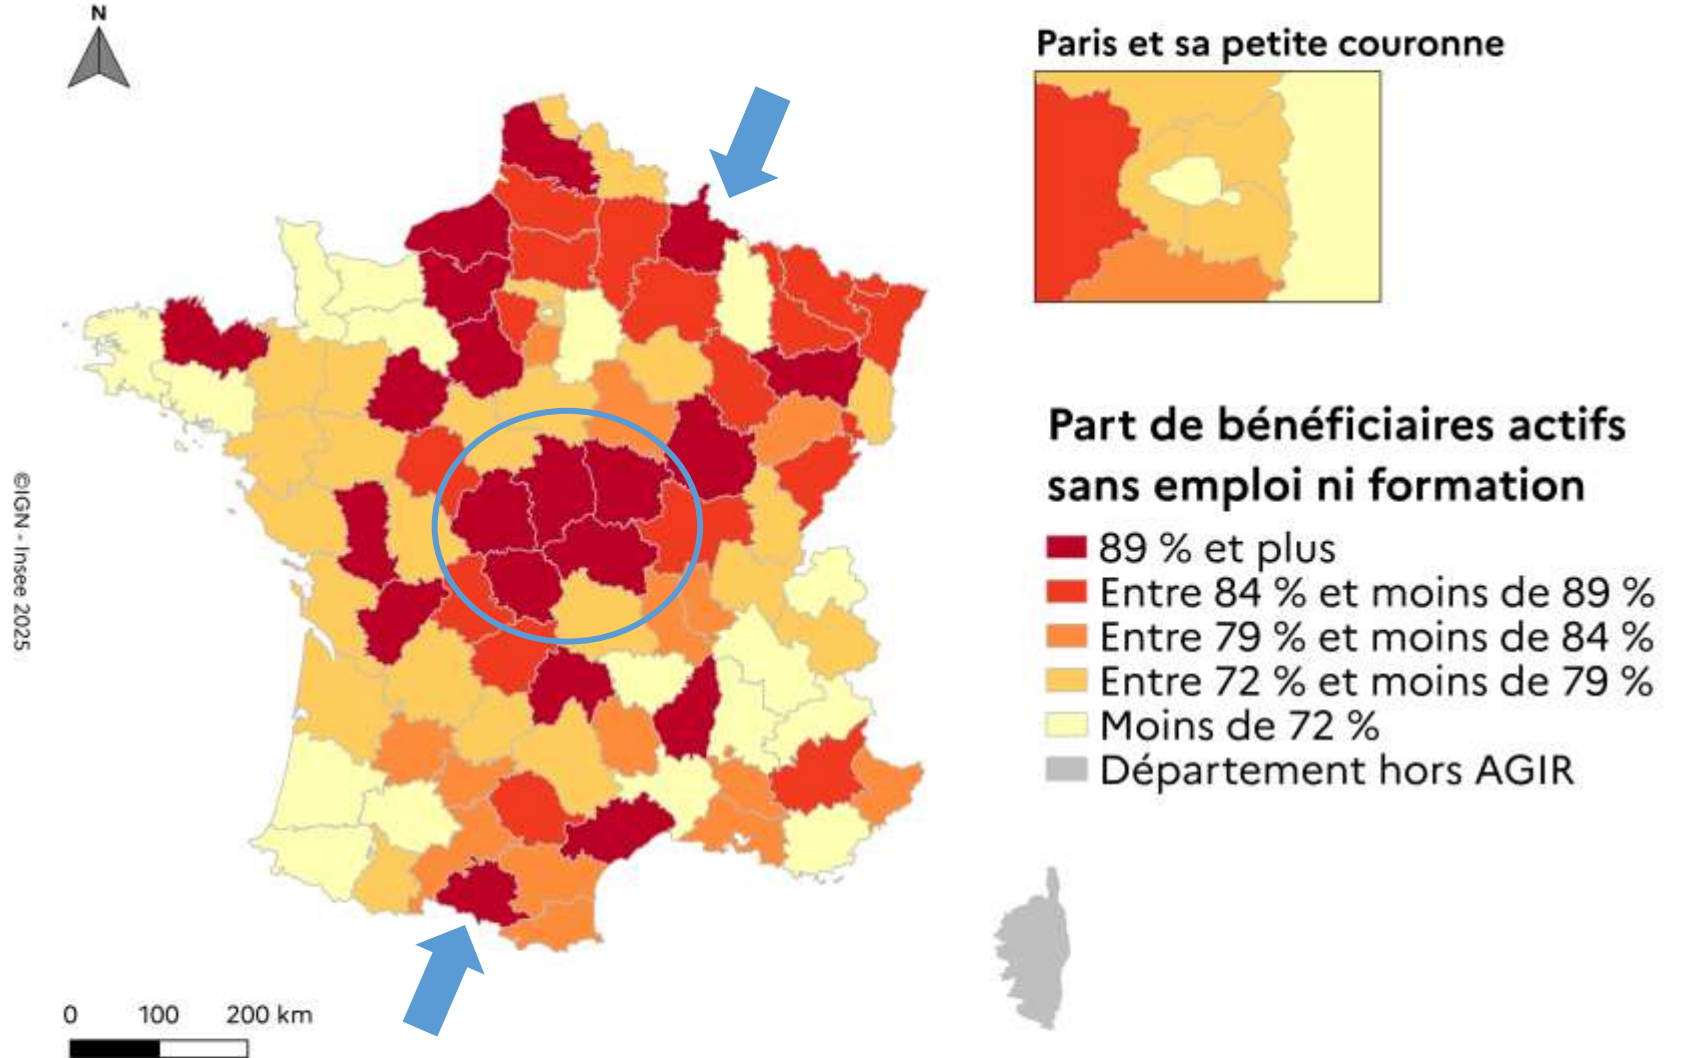 N
Paris et sa petite couronne
Part de bénéficiaires actifs
sans emploi ni formation
89 % et plus
Entre 84 % et moins de 89 %
Entre 79 % et moins de 84 %
Entre 72 % et moins de 79 %
Moins de 72 %
Département hors AGIR
©IGN - Insee 2025
0 100 200 km